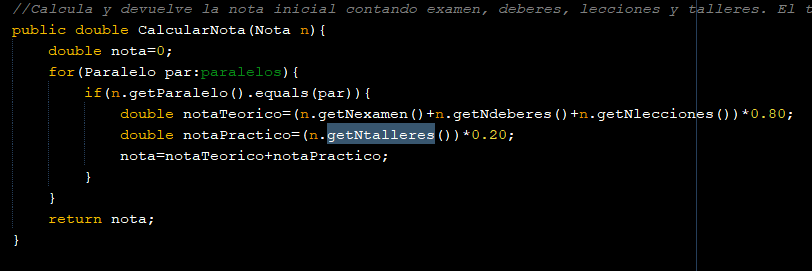 //Calcula y devuelve la nota inicial contando examen, deberes, lecciones y talleres. El t
public double CalcularNota(Nota n){
double nota=0;
for(Paralelo par:paralelos){
if(n.getParalelo().equals(par)){
double notaTeorico=(n.getNexamen()+n.getNdeberes()+n.getNlecciones())*0.80;
double notaPractico=(n.getNtalleres())*0.20;
nota=notaTeorico+notaPractico;
}
}
return nota;
}